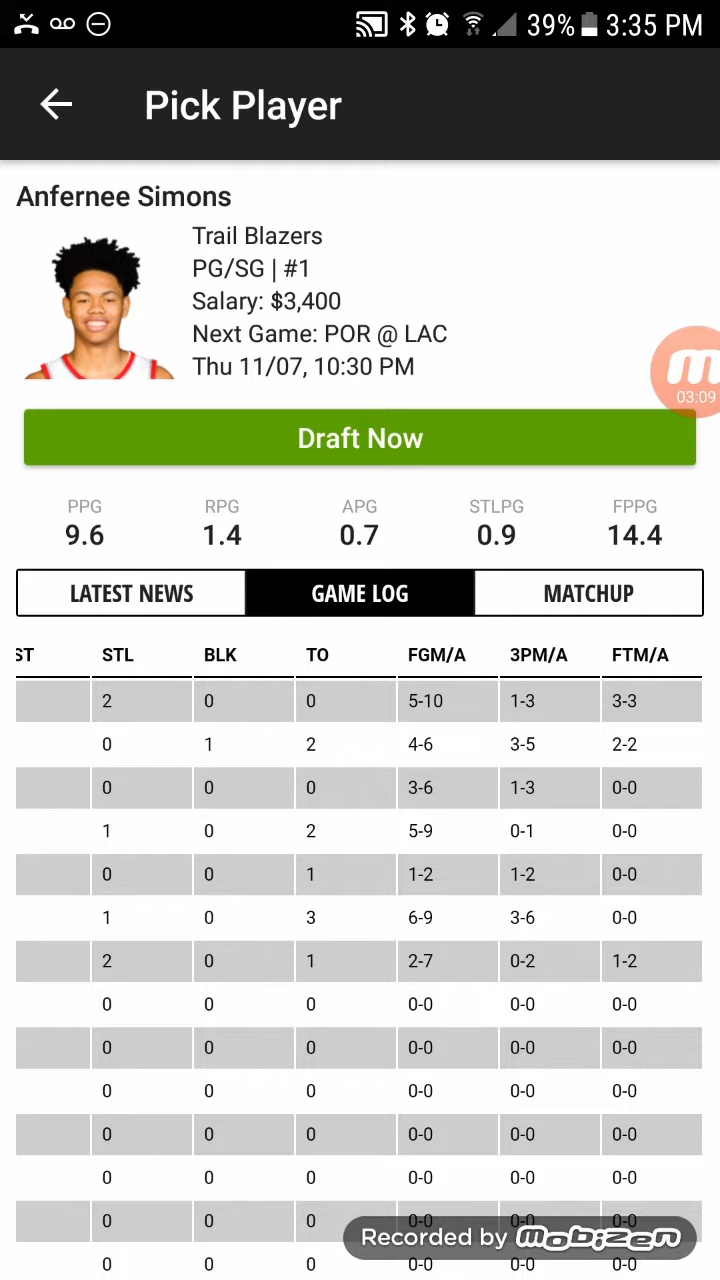 39% 3:35 PM
Pick Player
Anfernee Simons
Trail Blazers
PG/SG | #1
Salary: $3,400
Next Game: POR @ LAC
Thu 11/07, 10:30 PM
03:09
Draft Now
PPG RPG APG STLPG FPPG
9.6 1.4 0.7 0.9 14.4
LATEST NEWS GAME LOG MATCHUP
ST STL BLK TO FGM/A 3PM/A FTM/A
2 0 0 5-10 1-3 3-3
0 1 2 4-6 3-5 2-2
0 0 0 3-6 1-3 0-0
1 0 2 5-9 0-1 0-0
0 0 1 1-2 1-2 0-0
1 0 3 6-9 3-6 0-0
2 0 1 2-7 0-2 1-2
0 0 0 0-0 0-0 0-0
0 0 0 0-0 0-0 0-0
0 0 0 0-0 0-0 0-0
0 0 0 0-0 0-0 0-0
0 0 0 0-0 0-0 0-0
0 0 0 0-0 0-0 0-0
Recorded by mobizen
0 0 0 0-0 0-0 0-0